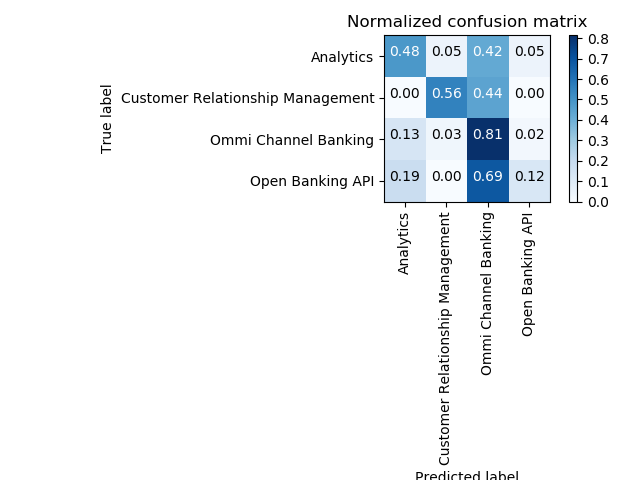 Normalized confusion matrix
True label
Analytics 0.48 0.05 0.42 0.05
Customer Relationship Management 0.00 0.56 0.44 0.00
Ommi Channel Banking 0.13 0.03 0.81 0.02
Open Banking API 0.19 0.00 0.69 0.12
Analytics
Customer Relationship Management
Ommi Channel Banking
Open Banking API
Predicted label
0.8
0.7
0.6
0.5
0.4
0.3
0.2
0.1
0.0